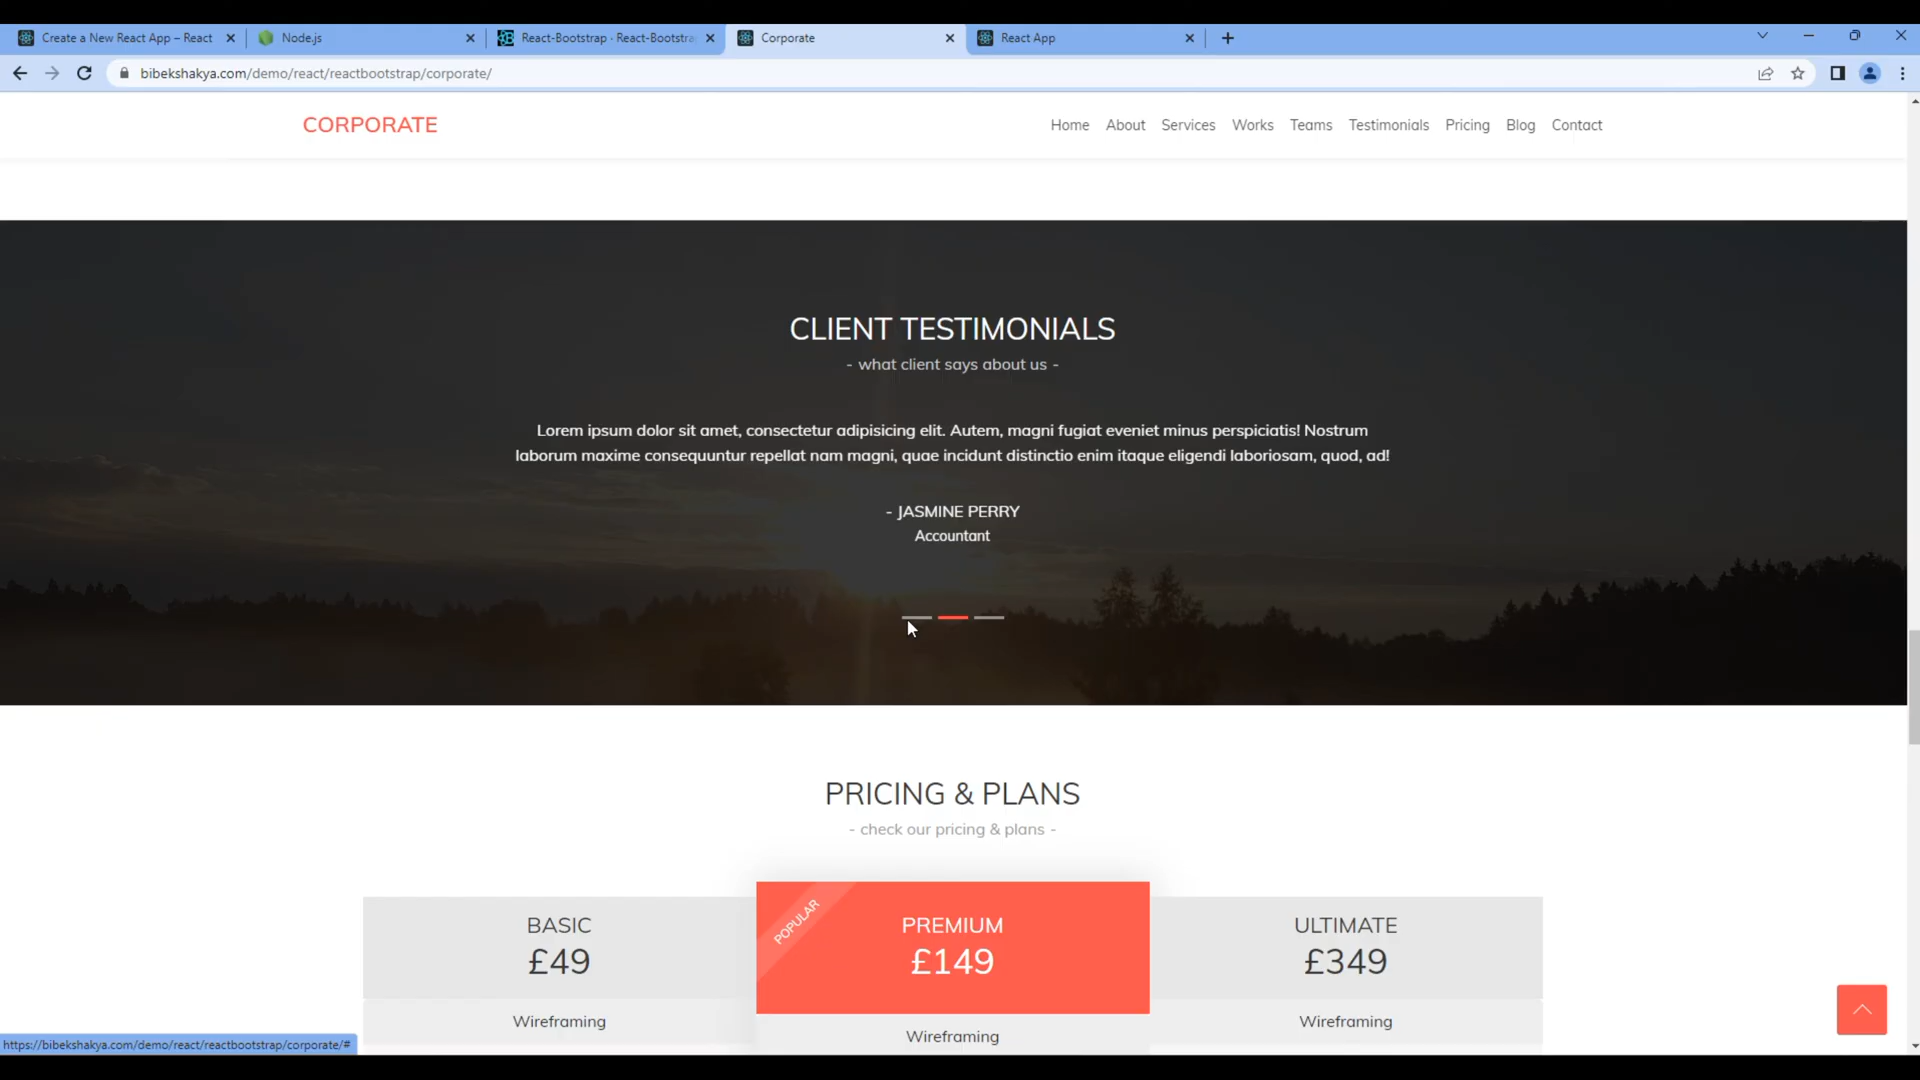 Create a New React App – React
Node.js
React-Bootstrap · React-Bootstra
Corporate
React App
bibekshakya.com/demo/react/reactbootstrap/corporate/
CORPORATE
Home About Services Works Teams Testimonials Pricing Blog Contact
CLIENT TESTIMONIALS
- what client says about us -
Lorem ipsum dolor sit amet, consectetur adipisicing elit. Autem, magni fugiat eveniet minus perspiciatis! Nostrum
laborum maxime consequuntur repellat nam magni, quae incidunt distinctio enim itaque eligendi laboriosam, quod, ad!
- JASMINE PERRY
Accountant
PRICING & PLANS
- check our pricing & plans -
BASIC
£49
Wireframing
POPULAR
PREMIUM
£149
Wireframing
ULTIMATE
£349
Wireframing
https://bibekshakya.com/demo/react/reactbootstrap/corporate/#